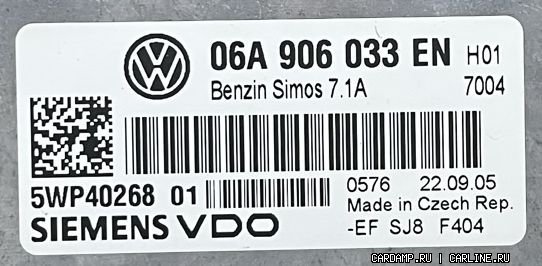 06A 906 033 EN H01
Benzin Simos 7.1A 7004
5WP40268 01
0576 22.09.05
Made in Czech Rep.
SIEMENS VDO
-EF SJ8 F404
CARDAMP.RU | CARLINE.RU